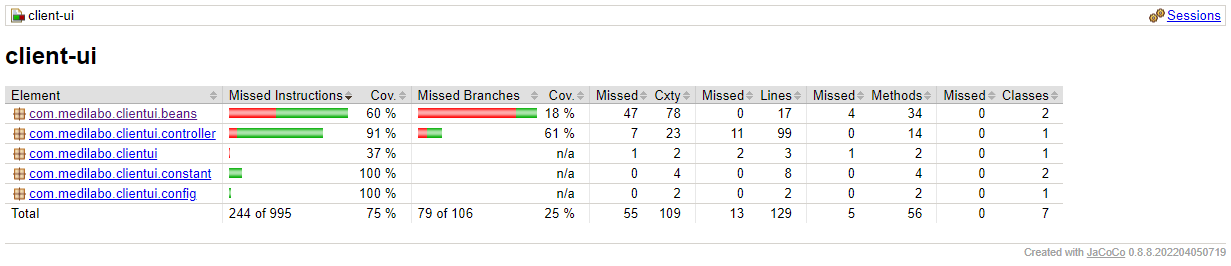 client-ui Sessions
client-ui
Element Missed Instructions Cov. Missed Branches Cov. Missed Cxty Missed Lines Missed Methods Missed Classes
com.medilabo.clientui.beans 60 % 18 % 47 78 0 17 4 34 0 2
com.medilabo.clientui.controller 91 % 61 % 7 23 11 99 0 14 0 1
com.medilabo.clientui 37 % n/a 1 2 2 3 1 2 0 1
com.medilabo.clientui.constant 100 % n/a 0 4 0 8 0 4 0 2
com.medilabo.clientui.config 100 % n/a 0 2 0 2 0 2 0 1
Total 244 of 995 75 % 79 of 106 25 % 55 109 13 129 5 56 0 7
Created with JaCoCo 0.8.8.202204050719